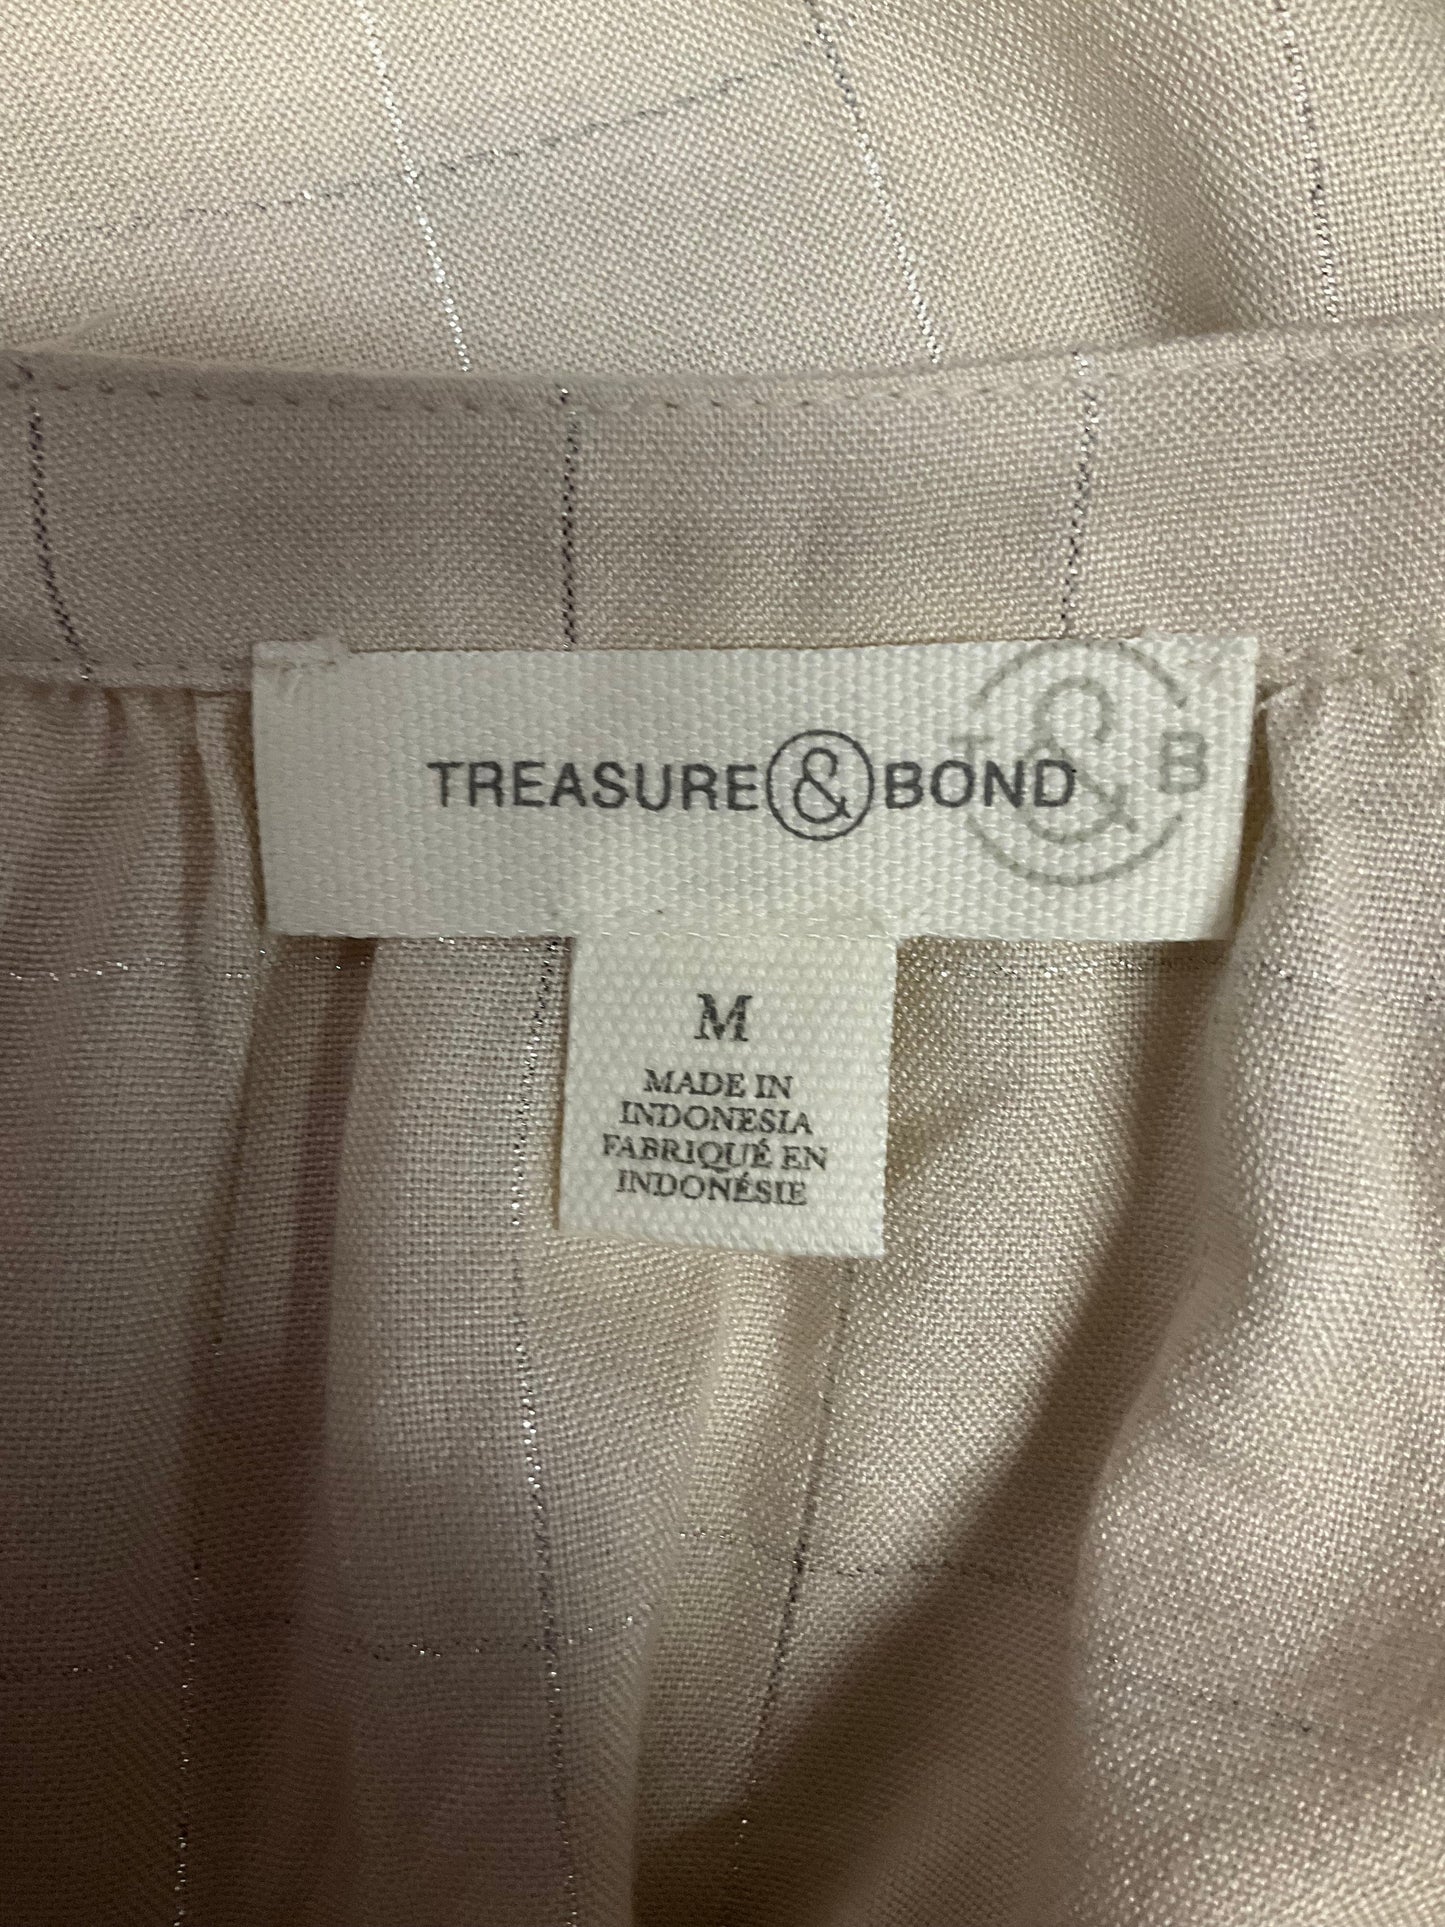 TREASURE & BOND
T & B
M
MADE IN
INDONESIA
FABRIQUÉ EN
INDONÉSIE